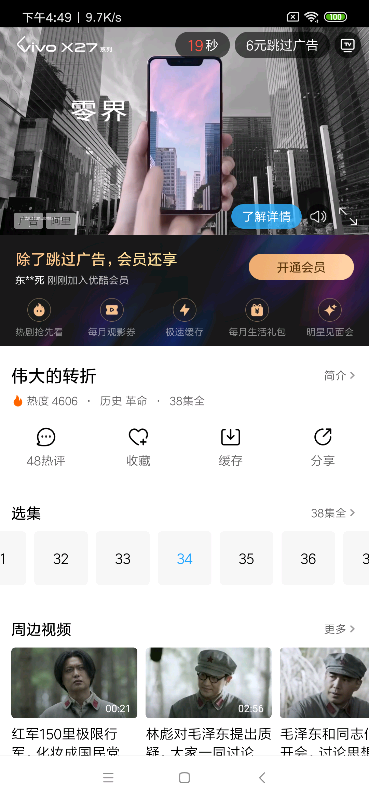 下午4:49 | 9.7K/s
100
vivo X27 系列
19秒
6元跳过广告
TV
零界
了解详情
除了跳过广告，会员还享
开通会员
东**死 刚刚加入优酷会员
热剧抢先看
每月观影券
极速缓存
每月生活礼包
明星见面会
伟大的转折
简介 >
热度 4606 · 历史 革命 · 38集全
48热评
收藏
缓存
分享
选集
38集全 >
1
32
33
34
35
36
3
周边视频
更多 >
00:21
02:56
红军150里极限行
军，化妆成国民党
林彪对毛泽东提出质
疑，大家一同讨论
毛泽东和同志们
开会，讨论思想